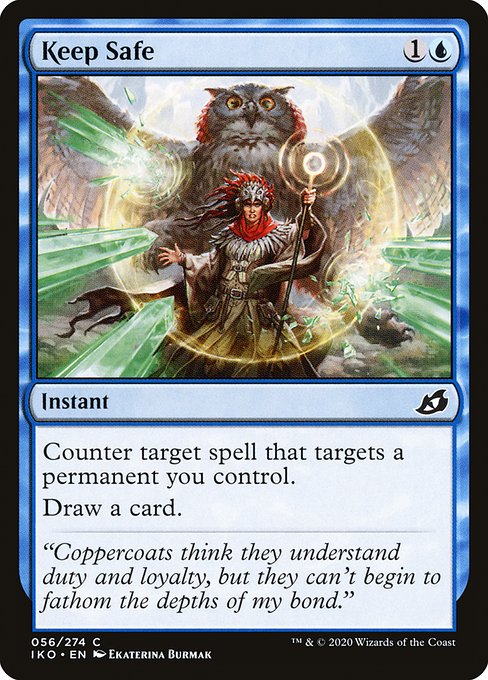 Keep Safe 1
Instant
Counter target spell that targets a
permanent you control.
Draw a card.
“Coppercoats think they understand
duty and loyalty, but they can’t begin to
fathom the depths of my bond.”
056/274 C
™ & © 2020 Wizards of the Coast
IKO • EN Ekaterina Burmak